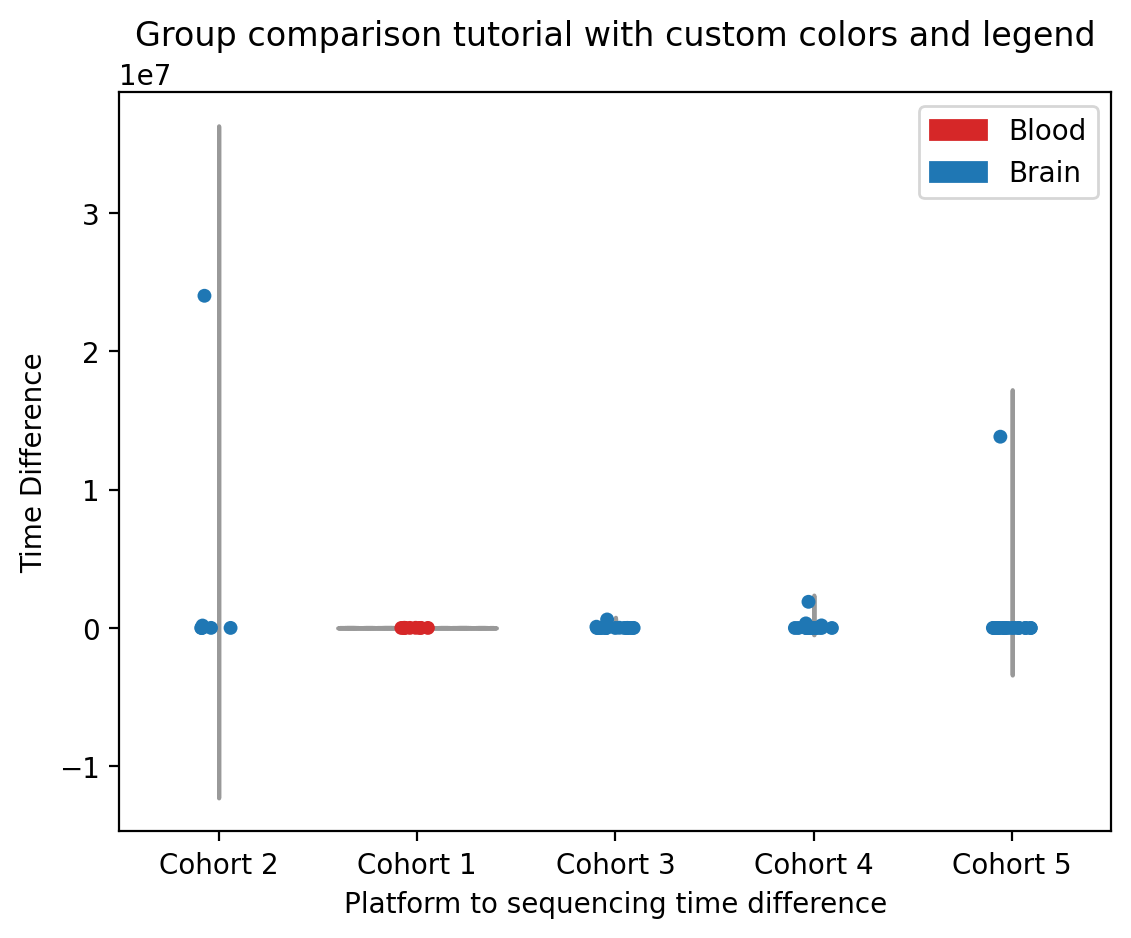 Group comparison tutorial with custom colors and legend
1e7
Blood
Brain
3
2
1
0
−1
Time Difference
Cohort 2 Cohort 1 Cohort 3 Cohort 4 Cohort 5
Platform to sequencing time difference